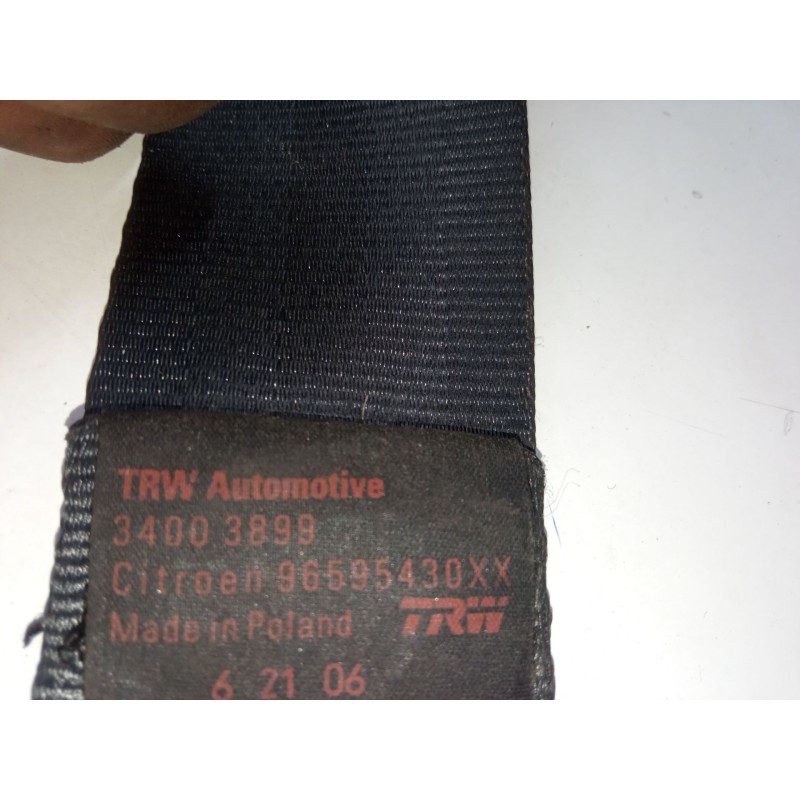 TRW Automotive
3400 3899
Citroen 96595430XX
Made in Poland TRW
6 21 06